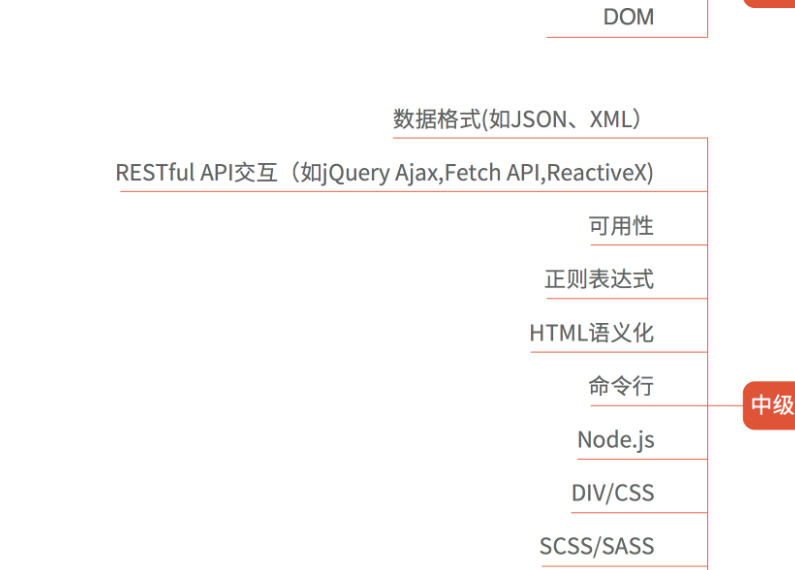 DOM
数据格式(如JSON、XML）
RESTful API交互（如jQuery Ajax,Fetch API,ReactiveX)
可用性
正则表达式
HTML语义化
命令行
中级
Node.js
DIV/CSS
SCSS/SASS